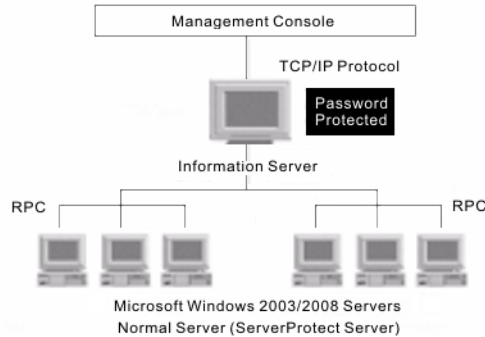 Management Console
TCP/IP Protocol
Password
Protected
Information Server
RPC
RPC
Microsoft Windows 2003/2008 Servers
Normal Server (ServerProtect Server)